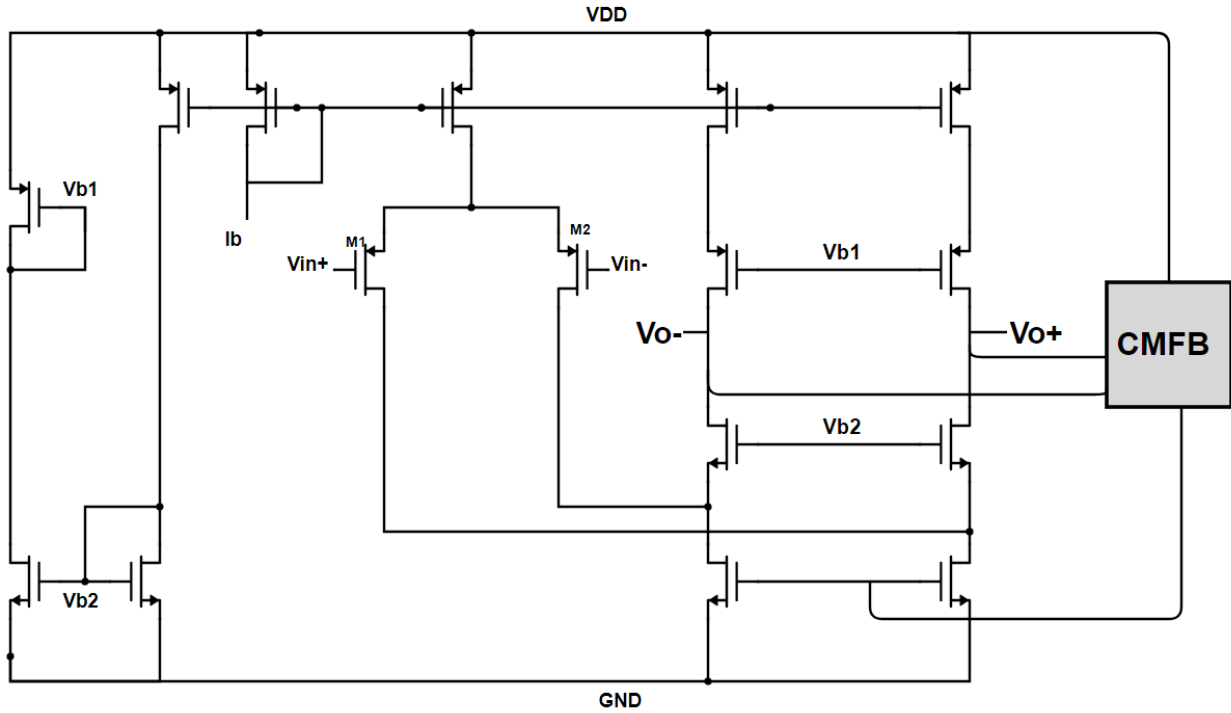 VDD
Vb1
Ib
M1
M2
Vin+
Vin-
Vb1
Vo-
Vo+
CMFB
Vb2
Vb2
GND